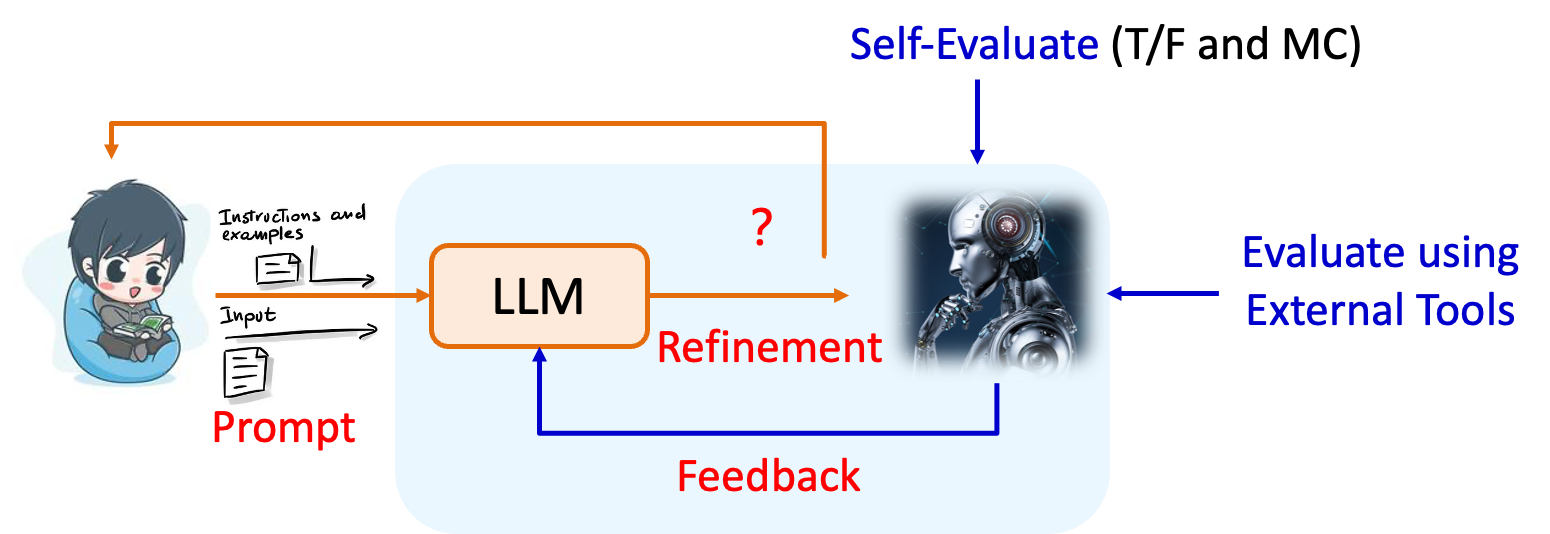 Self-Evaluate (T/F and MC)
Instructions and
examples
?
LLM
Evaluate using
External Tools
Input
Refinement
Prompt
Feedback